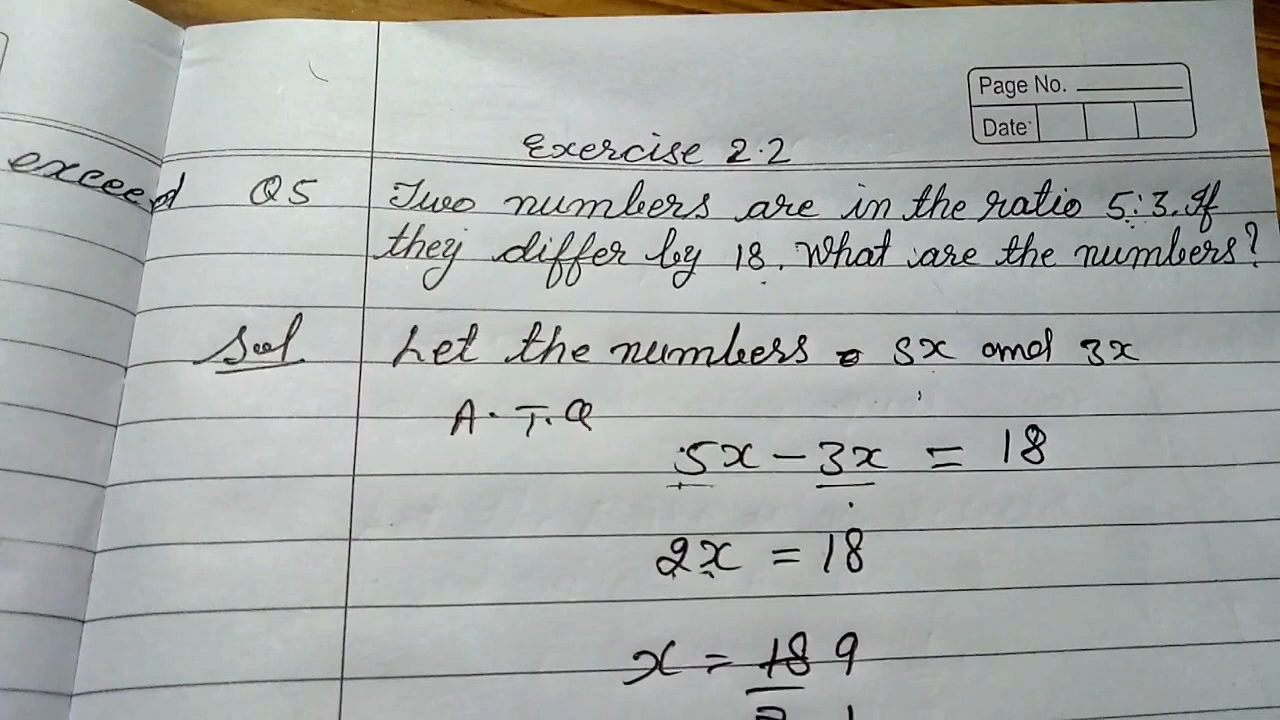 Page No.
Date
Exercise 2.2
exceed
Q5 Two numbers are in the ratio 5:3. If
they differ by 18. What are the numbers?
Sol Let the numbers 5x and 3x
A.T.Q
5x - 3x = 18
2x = 18
x = 18 9